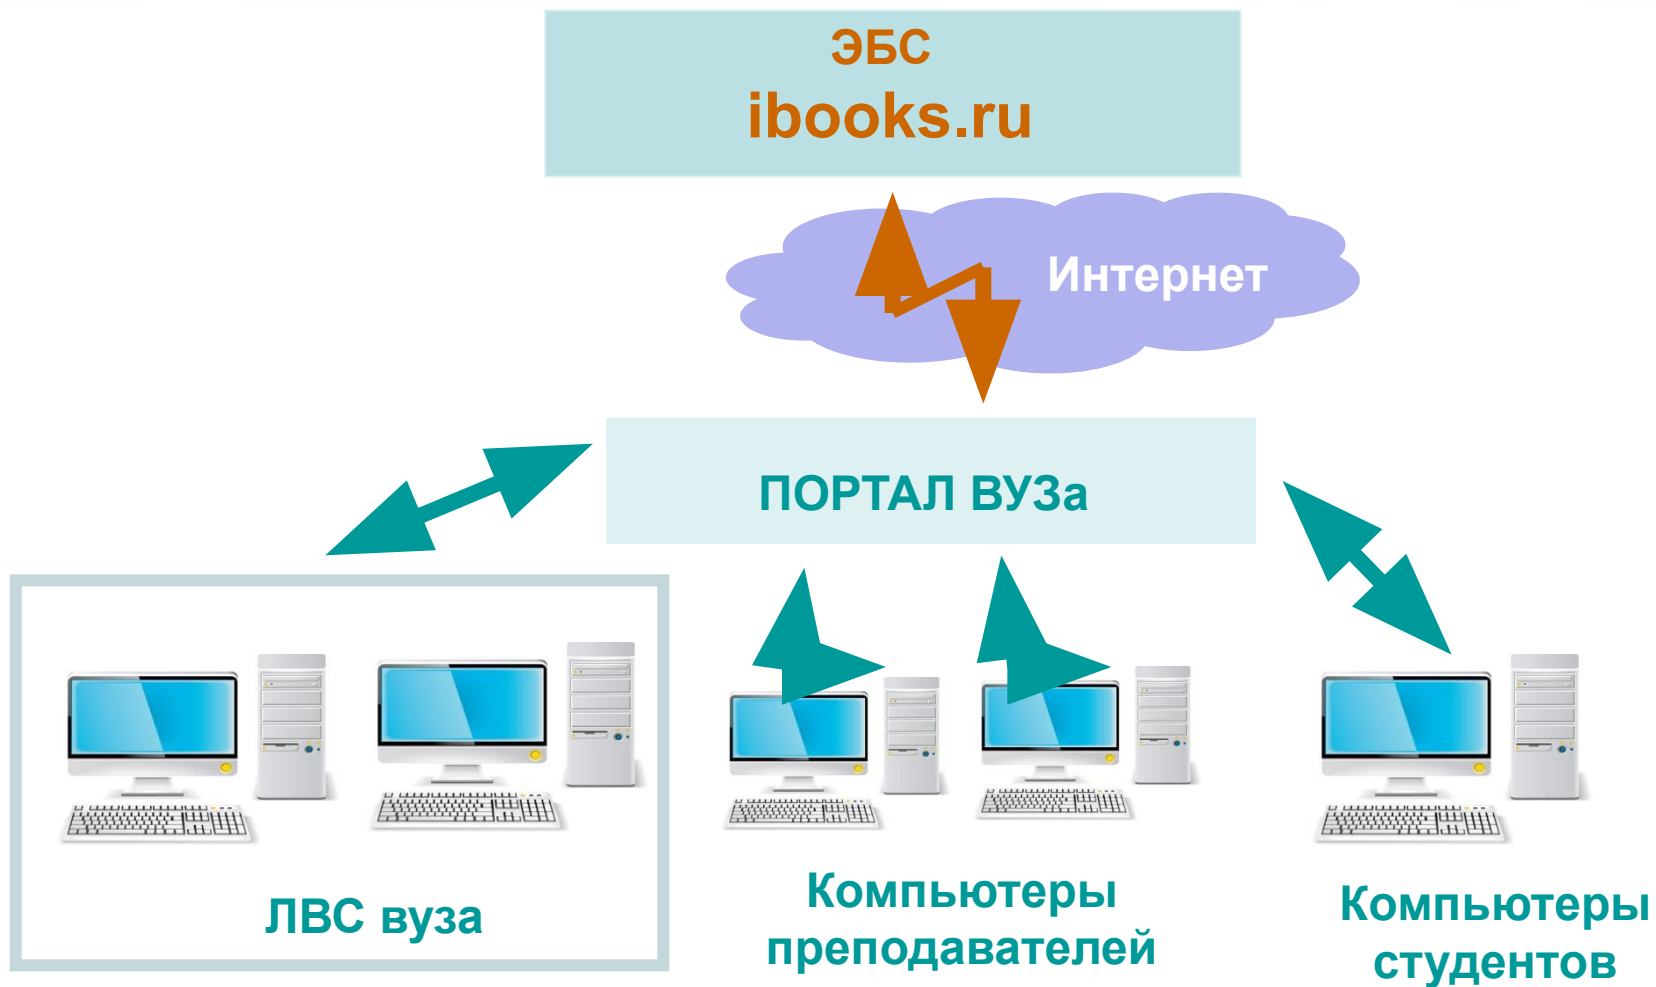 ЭБС
ibooks.ru
Интернет
ПОРТАЛ ВУЗа
ЛВС вуза
Компьютеры
преподавателей
Компьютеры
студентов